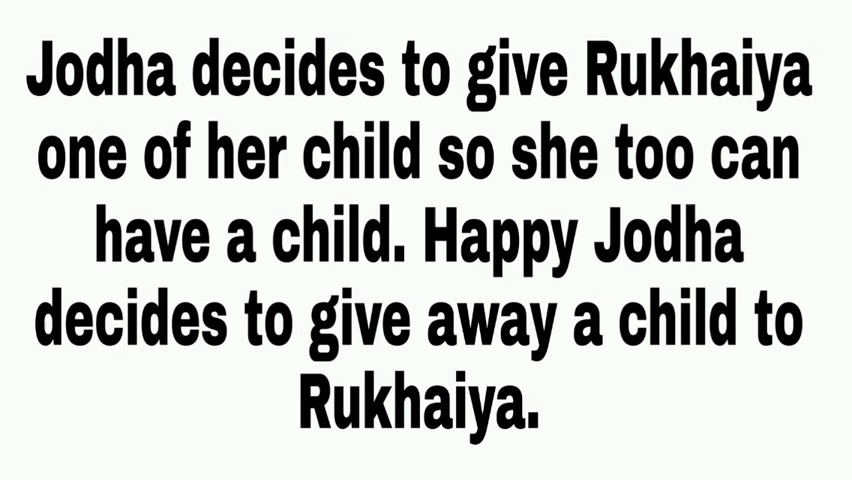 Jodha decides to give Rukhaiya
one of her child so she too can
have a child. Happy Jodha
decides to give away a child to
Rukhaiya.